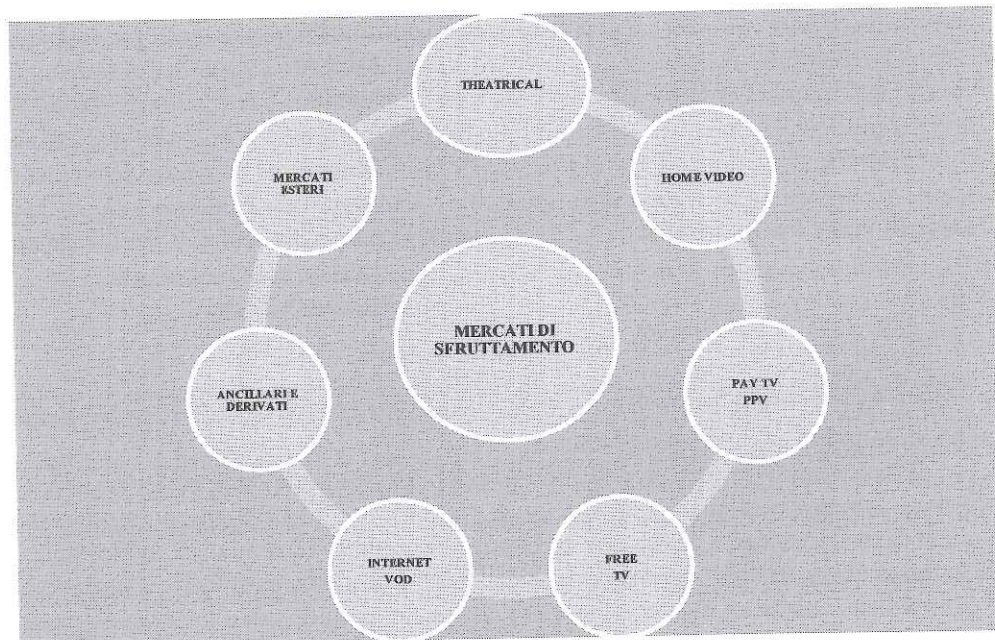 THEATRICAL
HOME VIDEO
PAY TV
PPV
FREE
TV
INTERNET
VOD
ANCILLARI E
DERIVATI
MERCATI
ESTERI
MERCATI DI
SFRUTTAMENTO